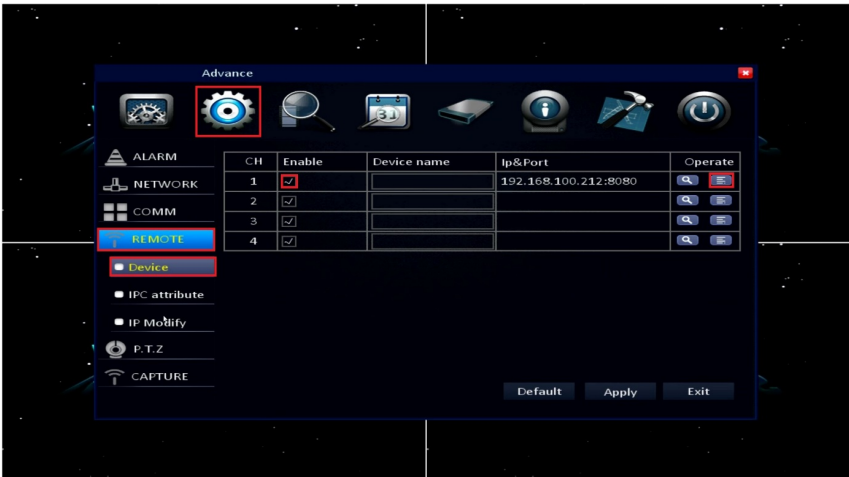 Advance
31
ALARM
NETWORK
COMM
REMOTE
Device
IPC attribute
IP Modify
P.T.Z
CAPTURE
CH Enable Device name Ip&Port Operate
1 192.168.100.212:8080
2
3
4
Default Apply Exit